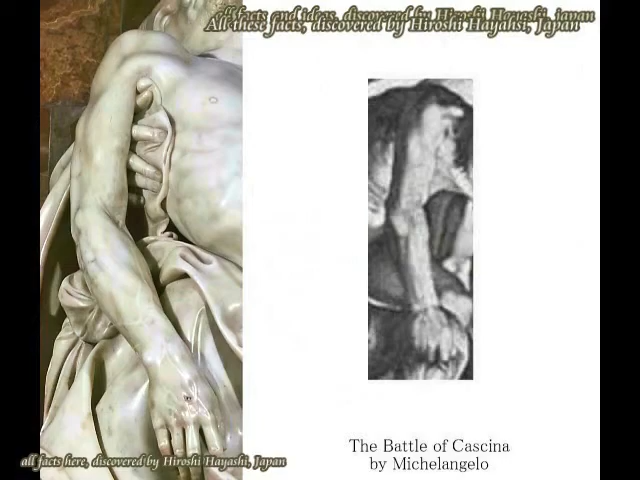 all facts and ideas, discovered by Hiroshi Hayashi, japan
All these facts, discovered by Hiroshi Hayahsi, Japan
The Battle of Cascina
by Michelangelo
all facts here, discovered by Hiroshi Hayashi, Japan